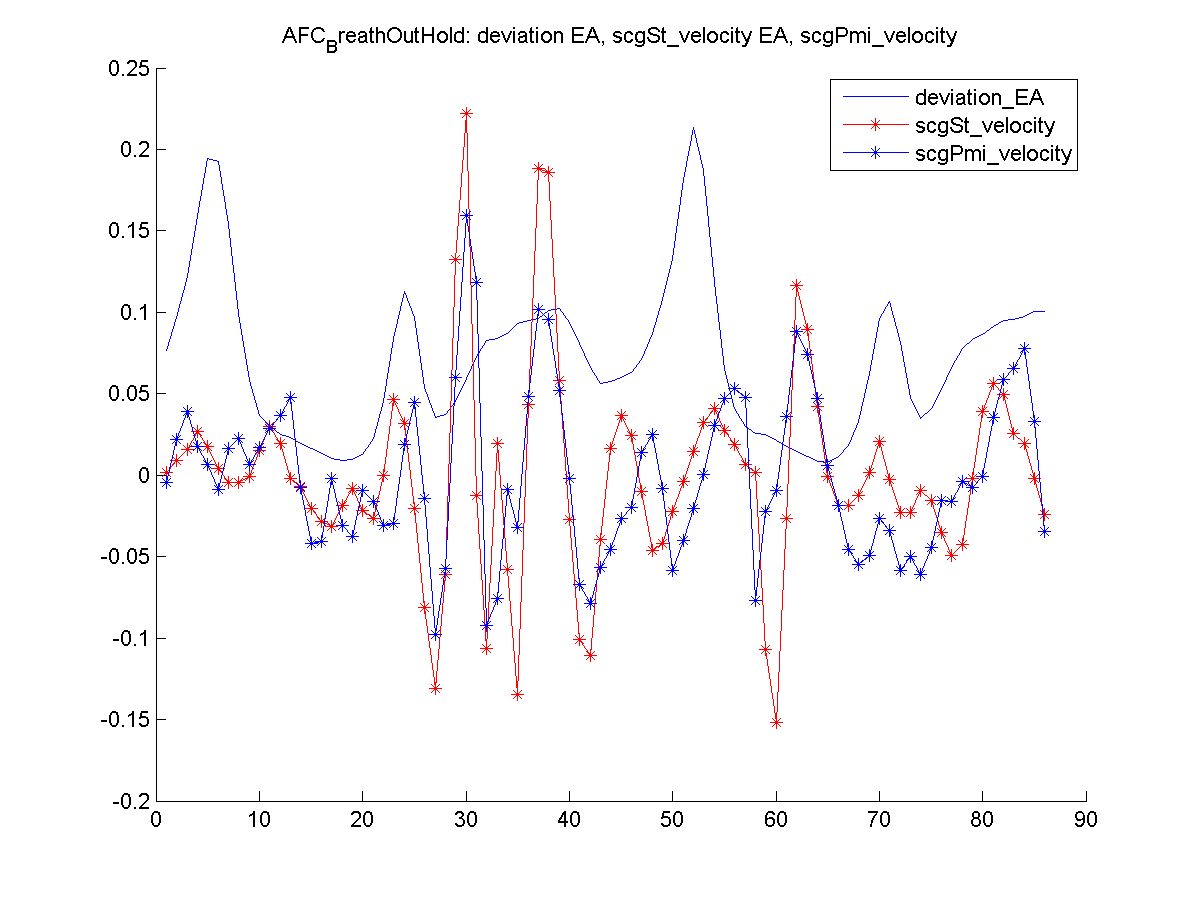 AFC_BreathOutHold: deviation EA, scgSt_velocity EA, scgPmi_velocity
0.25
deviation_EA
scgSt_velocity
scgPmi_velocity
0.2
0.15
0.1
0.05
0
-0.05
-0.1
-0.15
-0.2
0 10 20 30 40 50 60 70 80 90